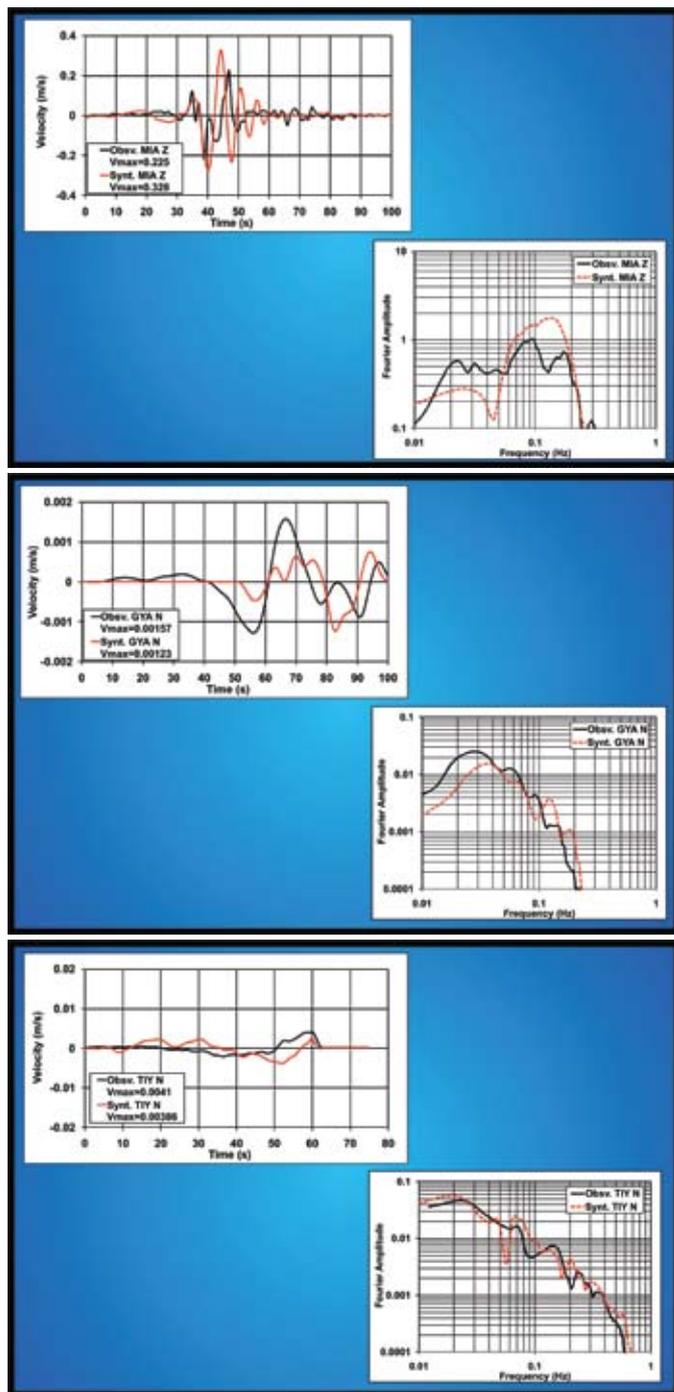 0.4
0.2
0
-0.2
-0.4
Velocity (m/s)
Obsv. MIA Z
Vmax=0.225
Synt. MIA Z
Vmax=0.328
0 10 20 30 40 50 60 70 80 90 100
Time (s)
10
1
0.1
Fourier Amplitude
Obsv. MIA Z
Synt. MIA Z
0.01 0.1 1
Frequency (Hz)
0.002
0.001
0
-0.001
-0.002
Velocity (m/s)
Obsv. GYA N
Vmax=0.00157
Synt. GYA N
Vmax=0.00123
0 10 20 30 40 50 60 70 80 90 100
Time (s)
0.1
0.01
0.001
0.0001
Fourier Amplitude
Obsv. GYA N
Synt. GYA N
0.01 0.1 1
Frequency (Hz)
0.02
0.01
0
-0.01
-0.02
Velocity (m/s)
Obsv. TIY N
Vmax=0.0041
Synt. TIY N
Vmax=0.00386
0 10 20 30 40 50 60 70 80
Time (s)
0.1
0.01
0.001
0.0001
Fourier Amplitude
Obsv. TIY N
Synt. TIY N
0.01 0.1 1
Frequency (Hz)